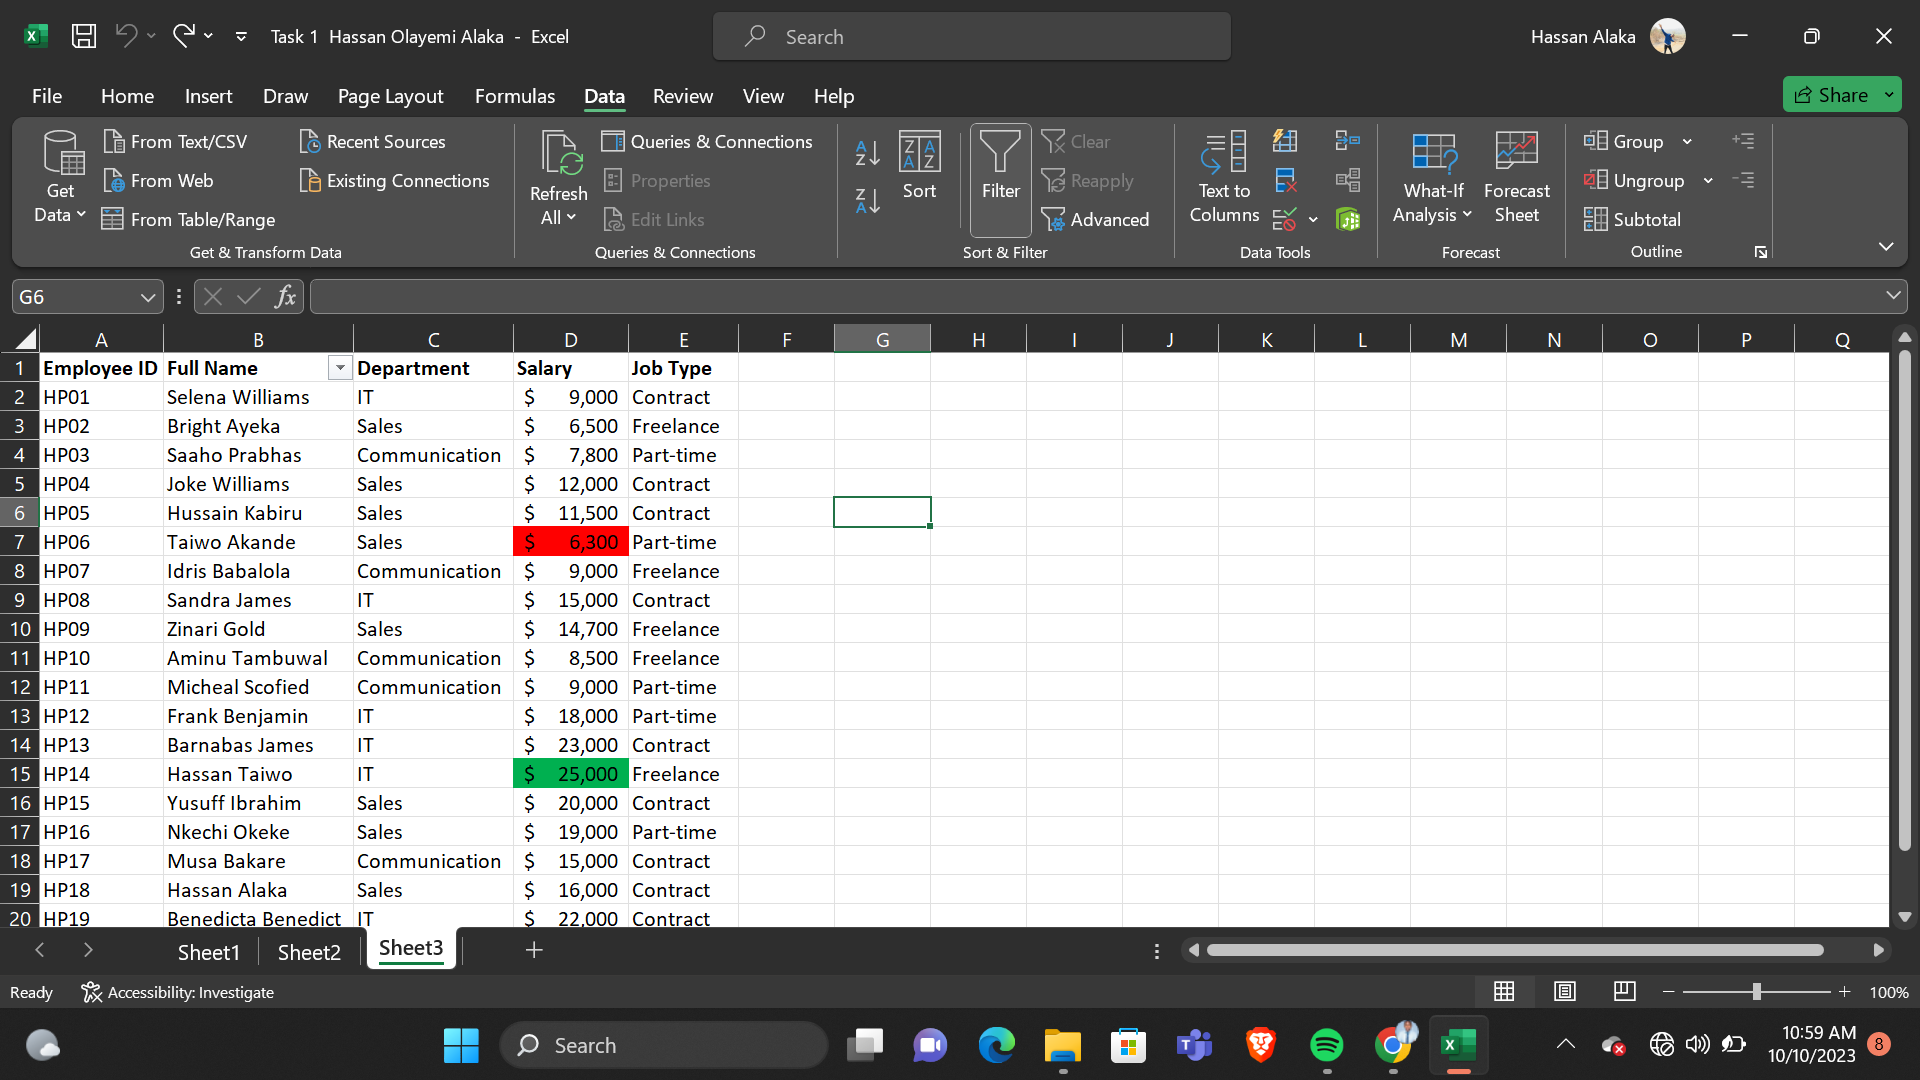 Task 1 Hassan Olayemi Alaka - Excel
Search
Hassan Alaka
File Home Insert Draw Page Layout Formulas Data Review View Help
Share
Get Data
From Text/CSV
From Web
From Table/Range
Recent Sources
Existing Connections
Get & Transform Data
Refresh All
Queries & Connections
Properties
Edit Links
Queries & Connections
Sort
Filter
Clear
Reapply
Advanced
Sort & Filter
Text to Columns
Data Tools
What-If Analysis
Forecast Sheet
Forecast
Group
Ungroup
Subtotal
Outline
G6
fx
A B C D E F G H I J K L M N O P Q
1 Employee ID Full Name Department Salary Job Type
2 HP01 Selena Williams IT $ 9,000 Contract
3 HP02 Bright Ayeka Sales $ 6,500 Freelance
4 HP03 Saaho Prabhas Communication $ 7,800 Part-time
5 HP04 Joke Williams Sales $ 12,000 Contract
6 HP05 Hussain Kabiru Sales $ 11,500 Contract
7 HP06 Taiwo Akande Sales $ 6,300 Part-time
8 HP07 Idris Babalola Communication $ 9,000 Freelance
9 HP08 Sandra James IT $ 15,000 Contract
10 HP09 Zinari Gold Sales $ 14,700 Freelance
11 HP10 Aminu Tambuwal Communication $ 8,500 Freelance
12 HP11 Micheal Scofied Communication $ 9,000 Part-time
13 HP12 Frank Benjamin IT $ 18,000 Part-time
14 HP13 Barnabas James IT $ 23,000 Contract
15 HP14 Hassan Taiwo IT $ 25,000 Freelance
16 HP15 Yusuff Ibrahim Sales $ 20,000 Contract
17 HP16 Nkechi Okeke Sales $ 19,000 Part-time
18 HP17 Musa Bakare Communication $ 15,000 Contract
19 HP18 Hassan Alaka Sales $ 16,000 Contract
20 HP19 Benedicta Benedict IT $ 22,000 Contract
Sheet1 Sheet2 Sheet3
Ready Accessibility: Investigate
100%
Search
10:59 AM
10/10/2023
8